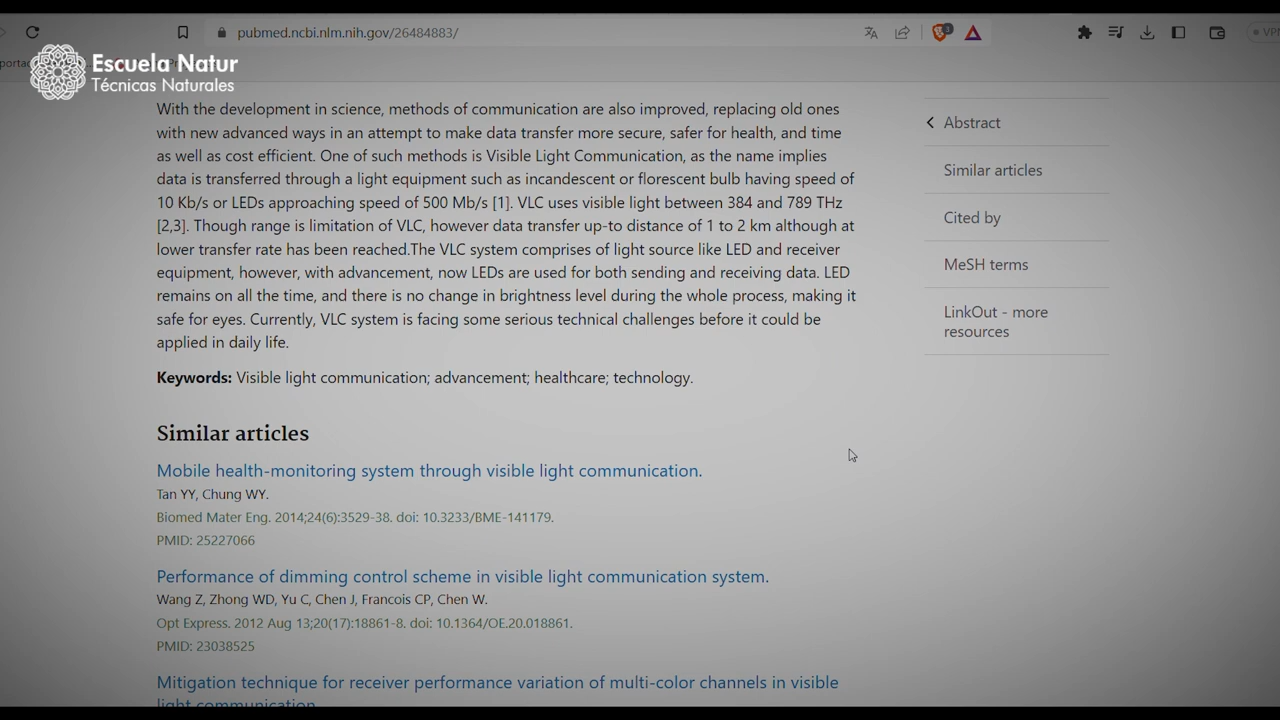 pubmed.ncbi.nlm.nih.gov/26484883/
3
VPN
Escuela Natur
Técnicas Naturales
With the development in science, methods of communication are also improved, replacing old ones
with new advanced ways in an attempt to make data transfer more secure, safer for health, and time
as well as cost efficient. One of such methods is Visible Light Communication, as the name implies
data is transferred through a light equipment such as incandescent or florescent bulb having speed of
10 Kb/s or LEDs approaching speed of 500 Mb/s [1]. VLC uses visible light between 384 and 789 THz
[2,3]. Though range is limitation of VLC, however data transfer up-to distance of 1 to 2 km although at
lower transfer rate has been reached.The VLC system comprises of light source like LED and receiver
equipment, however, with advancement, now LEDs are used for both sending and receiving data. LED
remains on all the time, and there is no change in brightness level during the whole process, making it
safe for eyes. Currently, VLC system is facing some serious technical challenges before it could be
applied in daily life.
Keywords: Visible light communication; advancement; healthcare; technology.
Similar articles
Mobile health-monitoring system through visible light communication.
Tan YY, Chung WY.
Biomed Mater Eng. 2014;24(6):3529-38. doi: 10.3233/BME-141179.
PMID: 25227066
Performance of dimming control scheme in visible light communication system.
Wang Z, Zhong WD, Yu C, Chen J, Francois CP, Chen W.
Opt Express. 2012 Aug 13;20(17):18861-8. doi: 10.1364/OE.20.018861.
PMID: 23038525
Mitigation technique for receiver performance variation of multi-color channels in visible
light communication.
Abstract
Similar articles
Cited by
MeSH terms
LinkOut - more
resources